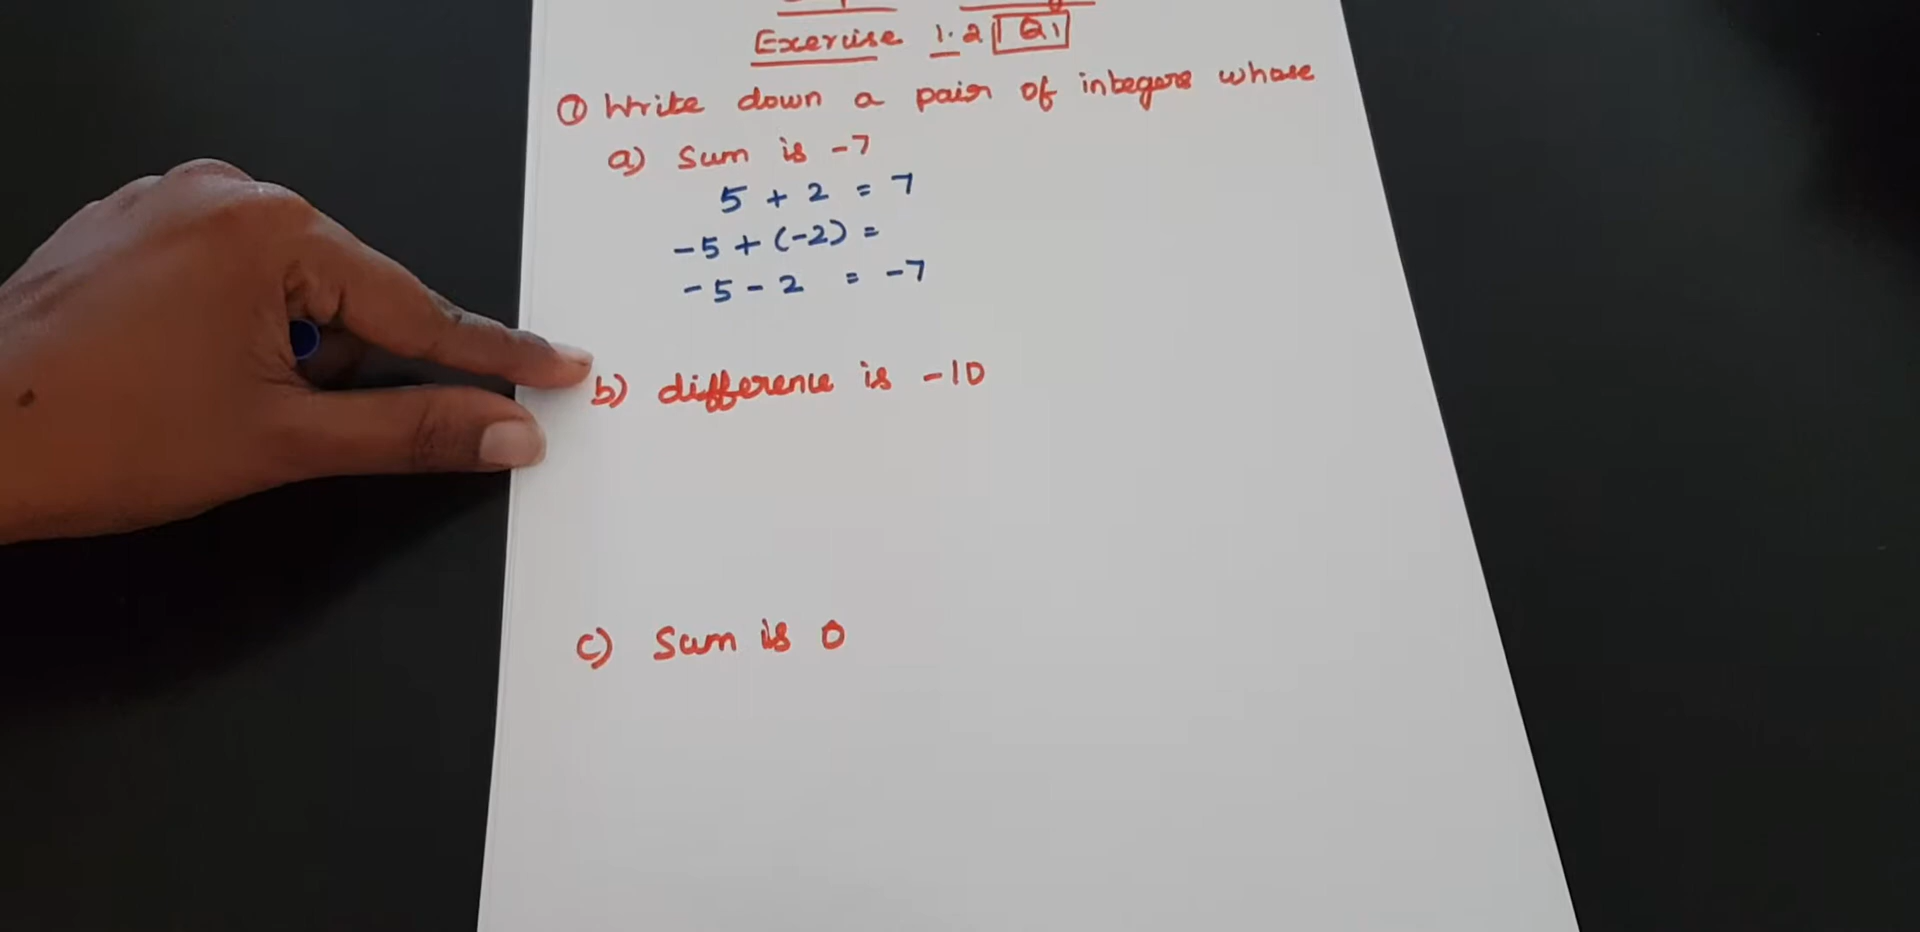 Exercise 1.2 Q1
① Write down a pair of integers whose
a) Sum is -7
5 + 2 = 7
-5 + (-2) =
-5 - 2 = -7
b) difference is -10
c) Sum is 0